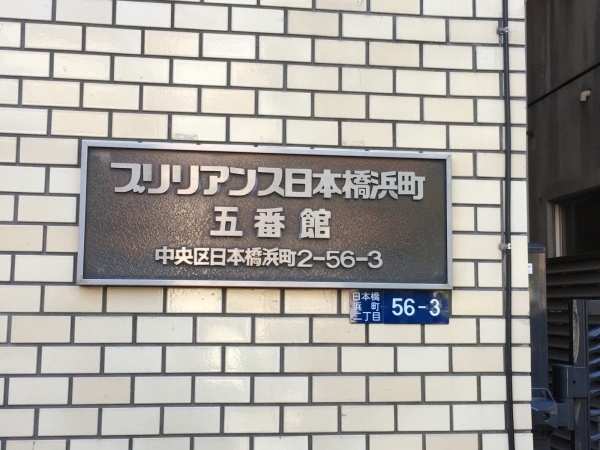 ブリリアンス日本橋浜町
五番館
中央区日本橋浜町2-56-3
日本橋
浜町
二丁目
56-3